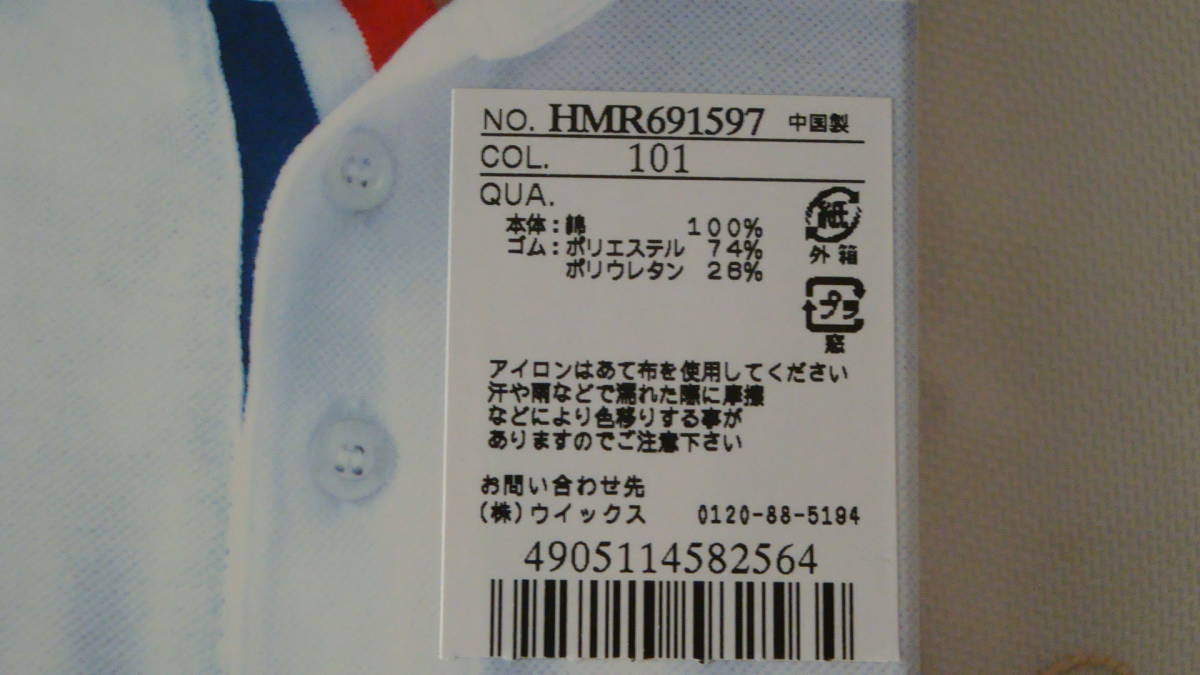 NO. HMR691597 中国製
COL. 101
QUA.
本体：綿 100%
ゴム：ポリエステル 74%
ポリウレタン 26%
紙
外箱
プラ
窓
アイロンはあて布を使用してください
汗や雨などで濡れた際に摩擦
などにより色移りする事が
ありますのでご注意下さい
お問い合わせ先
(株)ウイックス 0120-88-5194
4905114582564